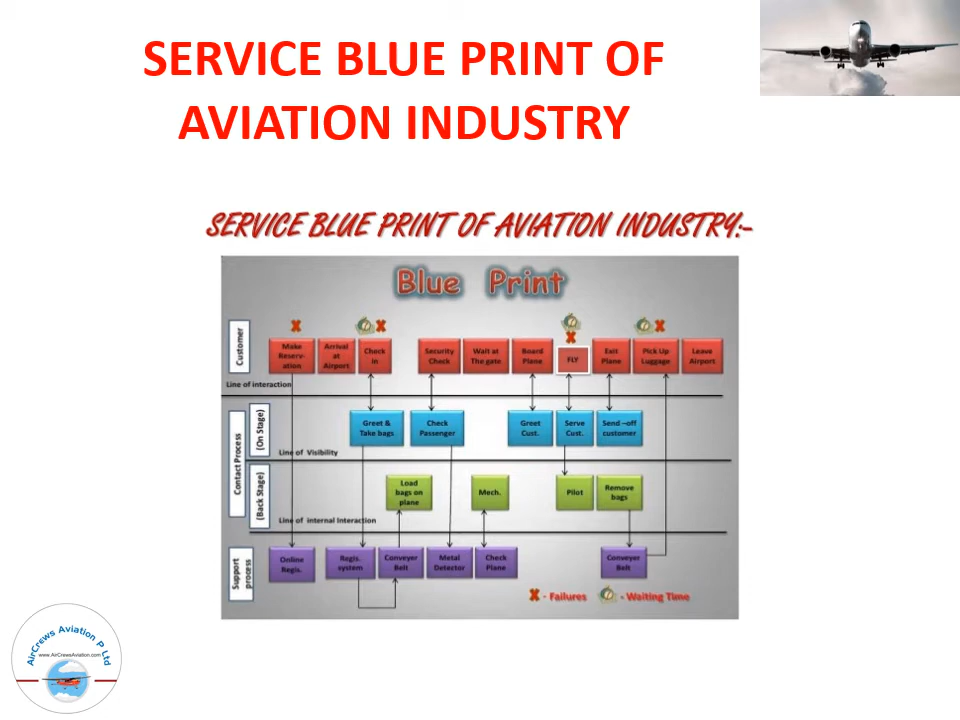 SERVICE BLUE PRINT OF
AVIATION INDUSTRY
SERVICE BLUE PRINT OF AVIATION INDUSTRY:-
Blue Print
Customer
Make
Reserv-
ation
Arrival
at
Airport
Check
in
Security
Check
Wait at
The gate
Board
Plane
FLY
Exit
Plane
Pick Up
Luggage
Leave
Airport
Line of interaction
Contact Process
(On Stage)
Greet &
Take bags
Check
Passenger
Greet
Cust.
Serve
Cust.
Send -off
customer
Line of Visibility
(Back Stage)
Load
bags on
plane
Mech.
Pilot
Remove
bags
Line of internal Interaction
Support
process
Online
Regis.
Regis.
system
Conveyer
Belt
Metal
Detector
Check
Plane
Conveyer
Belt
- Failures
- Waiting Time
AirCrews Aviation P Ltd
www.AirCrewsAviation.com